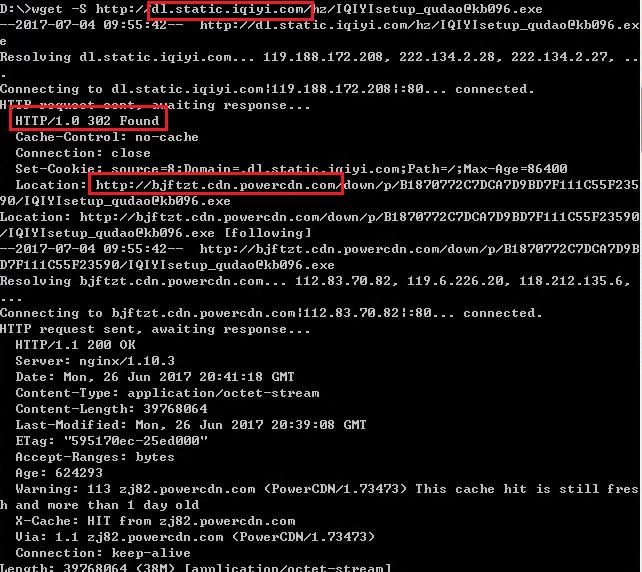 D:\>wget -S http://dl.static.iqiyi.com/hz/IQIYIsetup_qudao@kb096.exe
--2017-07-04 09:55:42--  http://dl.static.iqiyi.com/hz/IQIYIsetup_qudao@kb096.ex
e
Resolving dl.static.iqiyi.com... 119.188.172.208, 222.134.2.28, 222.134.2.27, ..
.
Connecting to dl.static.iqiyi.com|119.188.172.208|:80... connected.
HTTP request sent, awaiting response...
  HTTP/1.0 302 Found
  Cache-Control: no-cache
  Connection: close
  Set-Cookie: source=8;Domain=.dl.static.iqiyi.com;Path=/;Max-Age=86400
  Location: http://bjftzt.cdn.powercdn.com/down/p/B1870772C7DCA7D9BD7F111C55F235
90/IQIYIsetup_qudao@kb096.exe
Location: http://bjftzt.cdn.powercdn.com/down/p/B1870772C7DCA7D9BD7F111C55F23590
/IQIYIsetup_qudao@kb096.exe [following]
--2017-07-04 09:55:42--  http://bjftzt.cdn.powercdn.com/down/p/B1870772C7DCA7D9B
D7F111C55F23590/IQIYIsetup_qudao@kb096.exe
Resolving bjftzt.cdn.powercdn.com... 112.83.70.82, 119.6.226.20, 118.212.135.6,
...
Connecting to bjftzt.cdn.powercdn.com|112.83.70.82|:80... connected.
HTTP request sent, awaiting response...
  HTTP/1.1 200 OK
  Server: nginx/1.10.3
  Date: Mon, 26 Jun 2017 20:41:18 GMT
  Content-Type: application/octet-stream
  Content-Length: 39768064
  Last-Modified: Mon, 26 Jun 2017 20:39:08 GMT
  ETag: "595170ec-25ed000"
  Accept-Ranges: bytes
  Age: 624293
  Warning: 113 zj82.powercdn.com (PowerCDN/1.73473) This cache hit is still fres
h and more than 1 day old
  X-Cache: HIT from zj82.powercdn.com
  Via: 1.1 zj82.powercdn.com (PowerCDN/1.73473)
  Connection: keep-alive
Length: 39768064 (38M) [application/octet-stream]